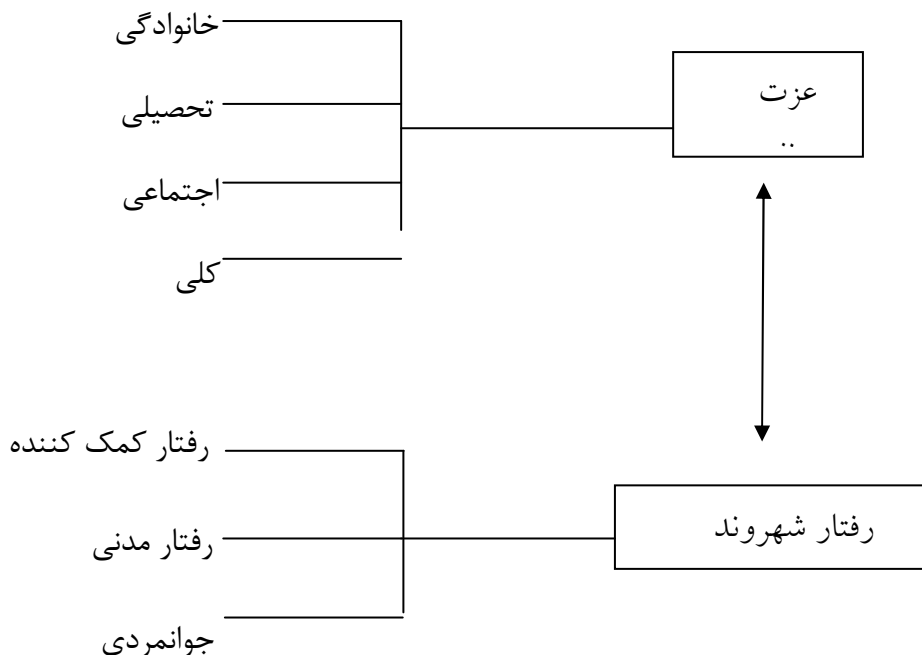 عزت
خانوادگی
تحصیلی
اجتماعی
کلی
رفتار شهروند
رفتار کمک کننده
رفتار مدنی
جوانمردی